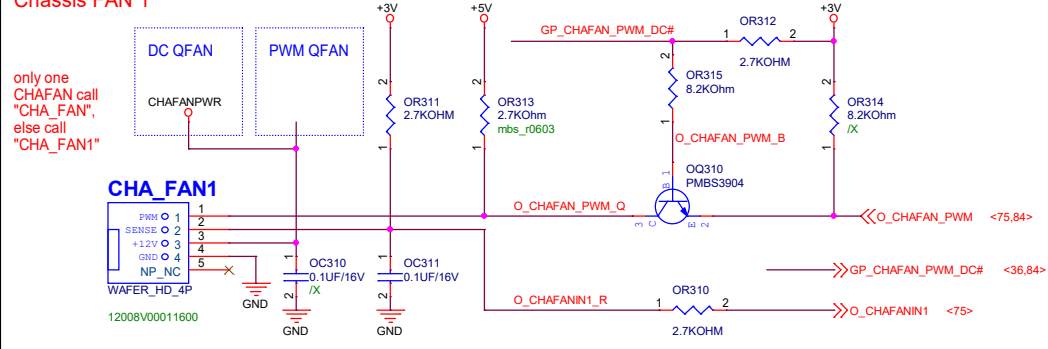 Chassis FAN 1
+3V
+5V
+3V
DC QFAN
PWM QFAN
CHAFANPWR
only one
CHAFAN call
"CHA_FAN",
else call
"CHA_FAN1"
GP_CHAFAN_PWM_DC#
OR312
1 2
2.7KOHM
2
OR311
2.7KOHM
1
2
OR313
2.7KOhm
mbs_r0603
1
2
OR315
8.2KOhm
1
2
OR314
8.2KOhm
/X
1
O_CHAFAN_PWM_B
OQ310
PMBS3904
B 1
3 C
E 2
CHA_FAN1
PWM 1
SENSE 2
+12V 3
GND 4
NP_NC
1
2
3
4
5
WAFER_HD_4P
12008V00011600
GND
1
OC310
0.1UF/16V
/X
2
GND
1
OC311
0.1UF/16V
2
GND
O_CHAFAN_PWM_Q
O_CHAFAN_PWM <75,84>
GP_CHAFAN_PWM_DC# <36,84>
O_CHAFANIN1_R
1 OR310 2
2.7KOHM
O_CHAFANIN1 <75>